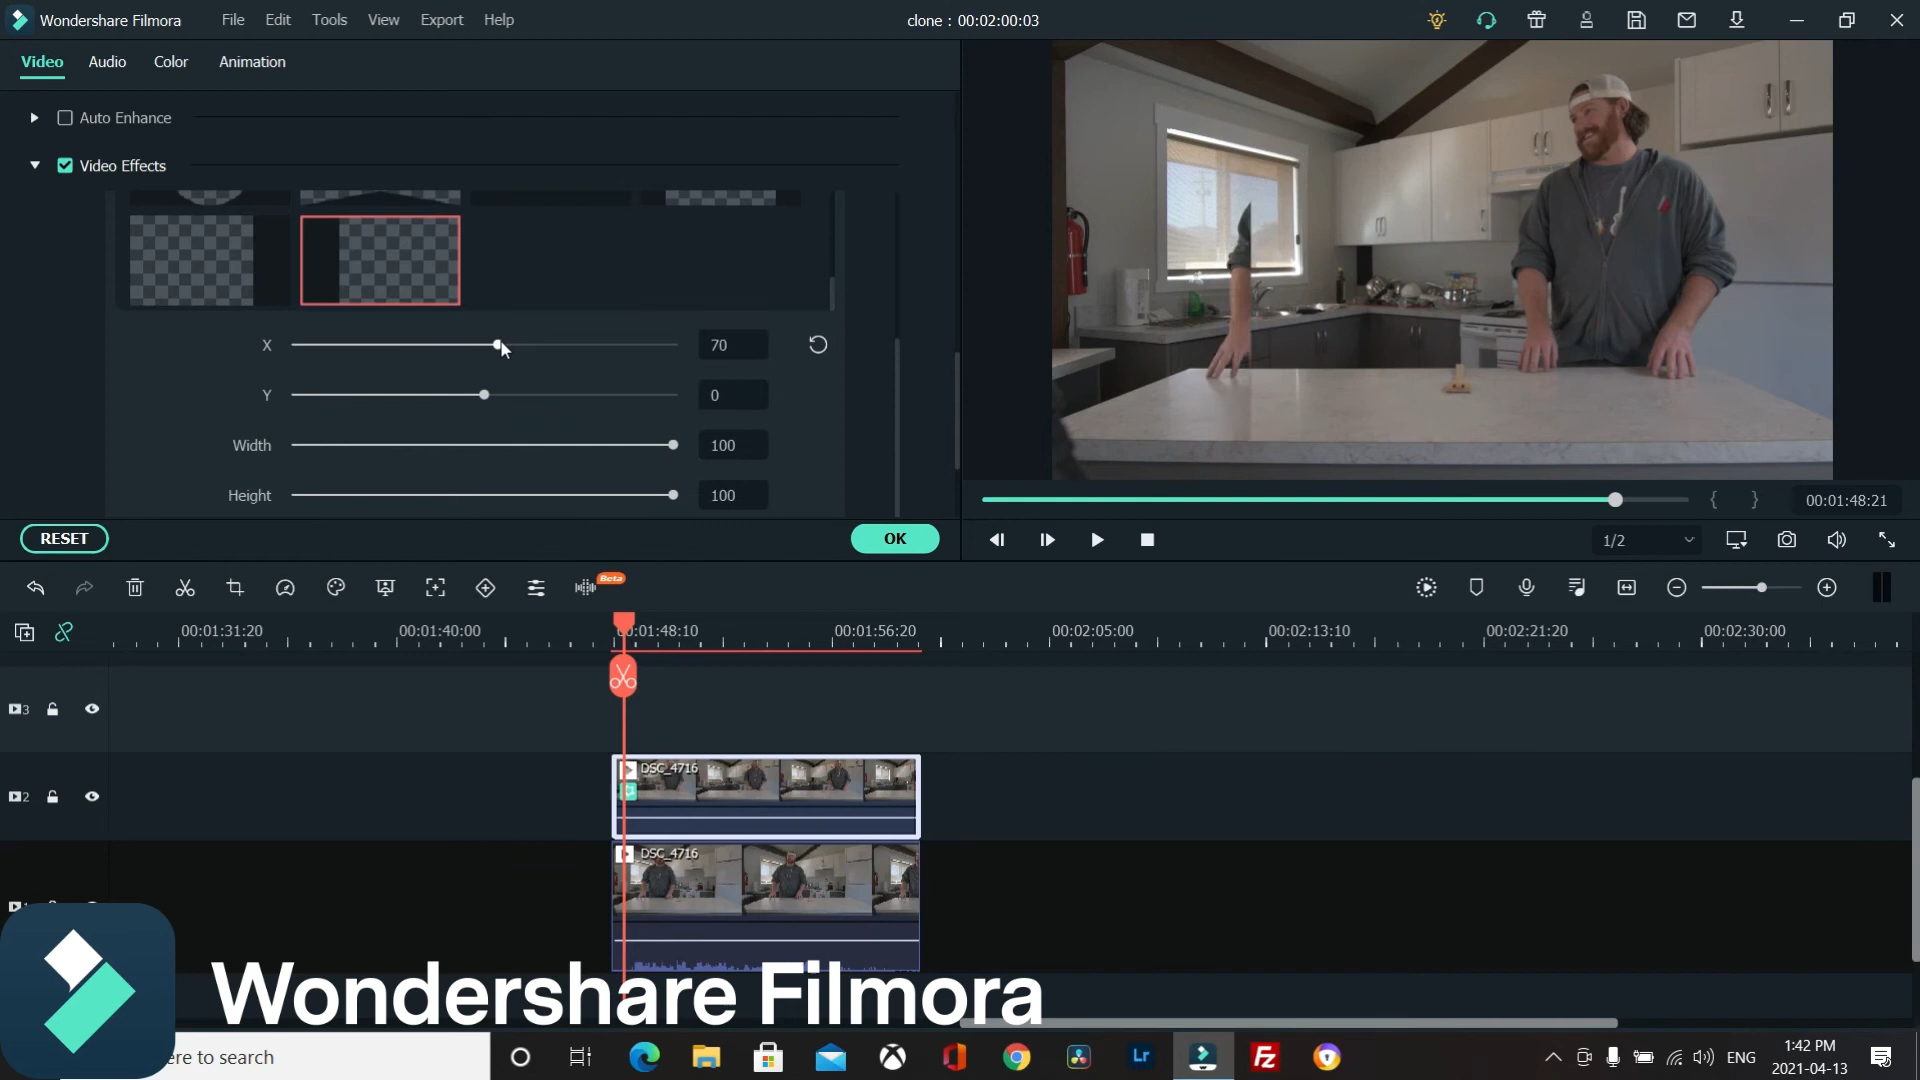 Wondershare Filmora File Edit Tools View Export Help clone : 00:02:00:03
Video Audio Color Animation
Auto Enhance
Video Effects
X 70
Y 0
Width 100
Height 100
RESET OK
00:01:48:21
1/2
Beta
00:01:31:20 00:01:40:00 00:01:48:10 00:01:56:20 00:02:05:00 00:02:13:10 00:02:21:20 00:02:30:00
3
2 DSC_4716
DSC_4716
Wondershare Filmora
ere to search
Lr
Fz
ENG
1:42 PM
2021-04-13